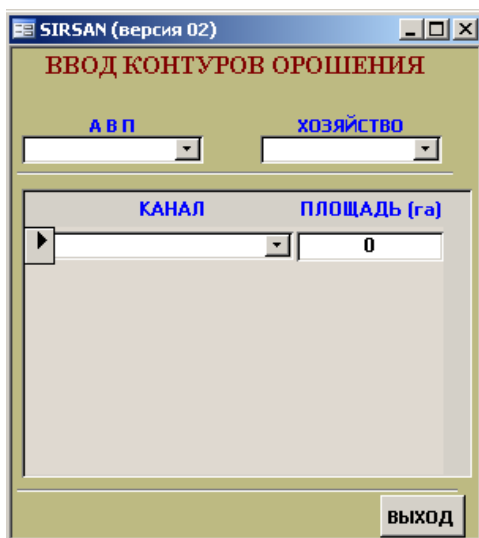 SIRSAN (версия 02)
ВВОД КОНТУРОВ ОРОШЕНИЯ
А В П ХОЗЯЙСТВО
КАНАЛ ПЛОЩАДЬ (га)
0
ВЫХОД